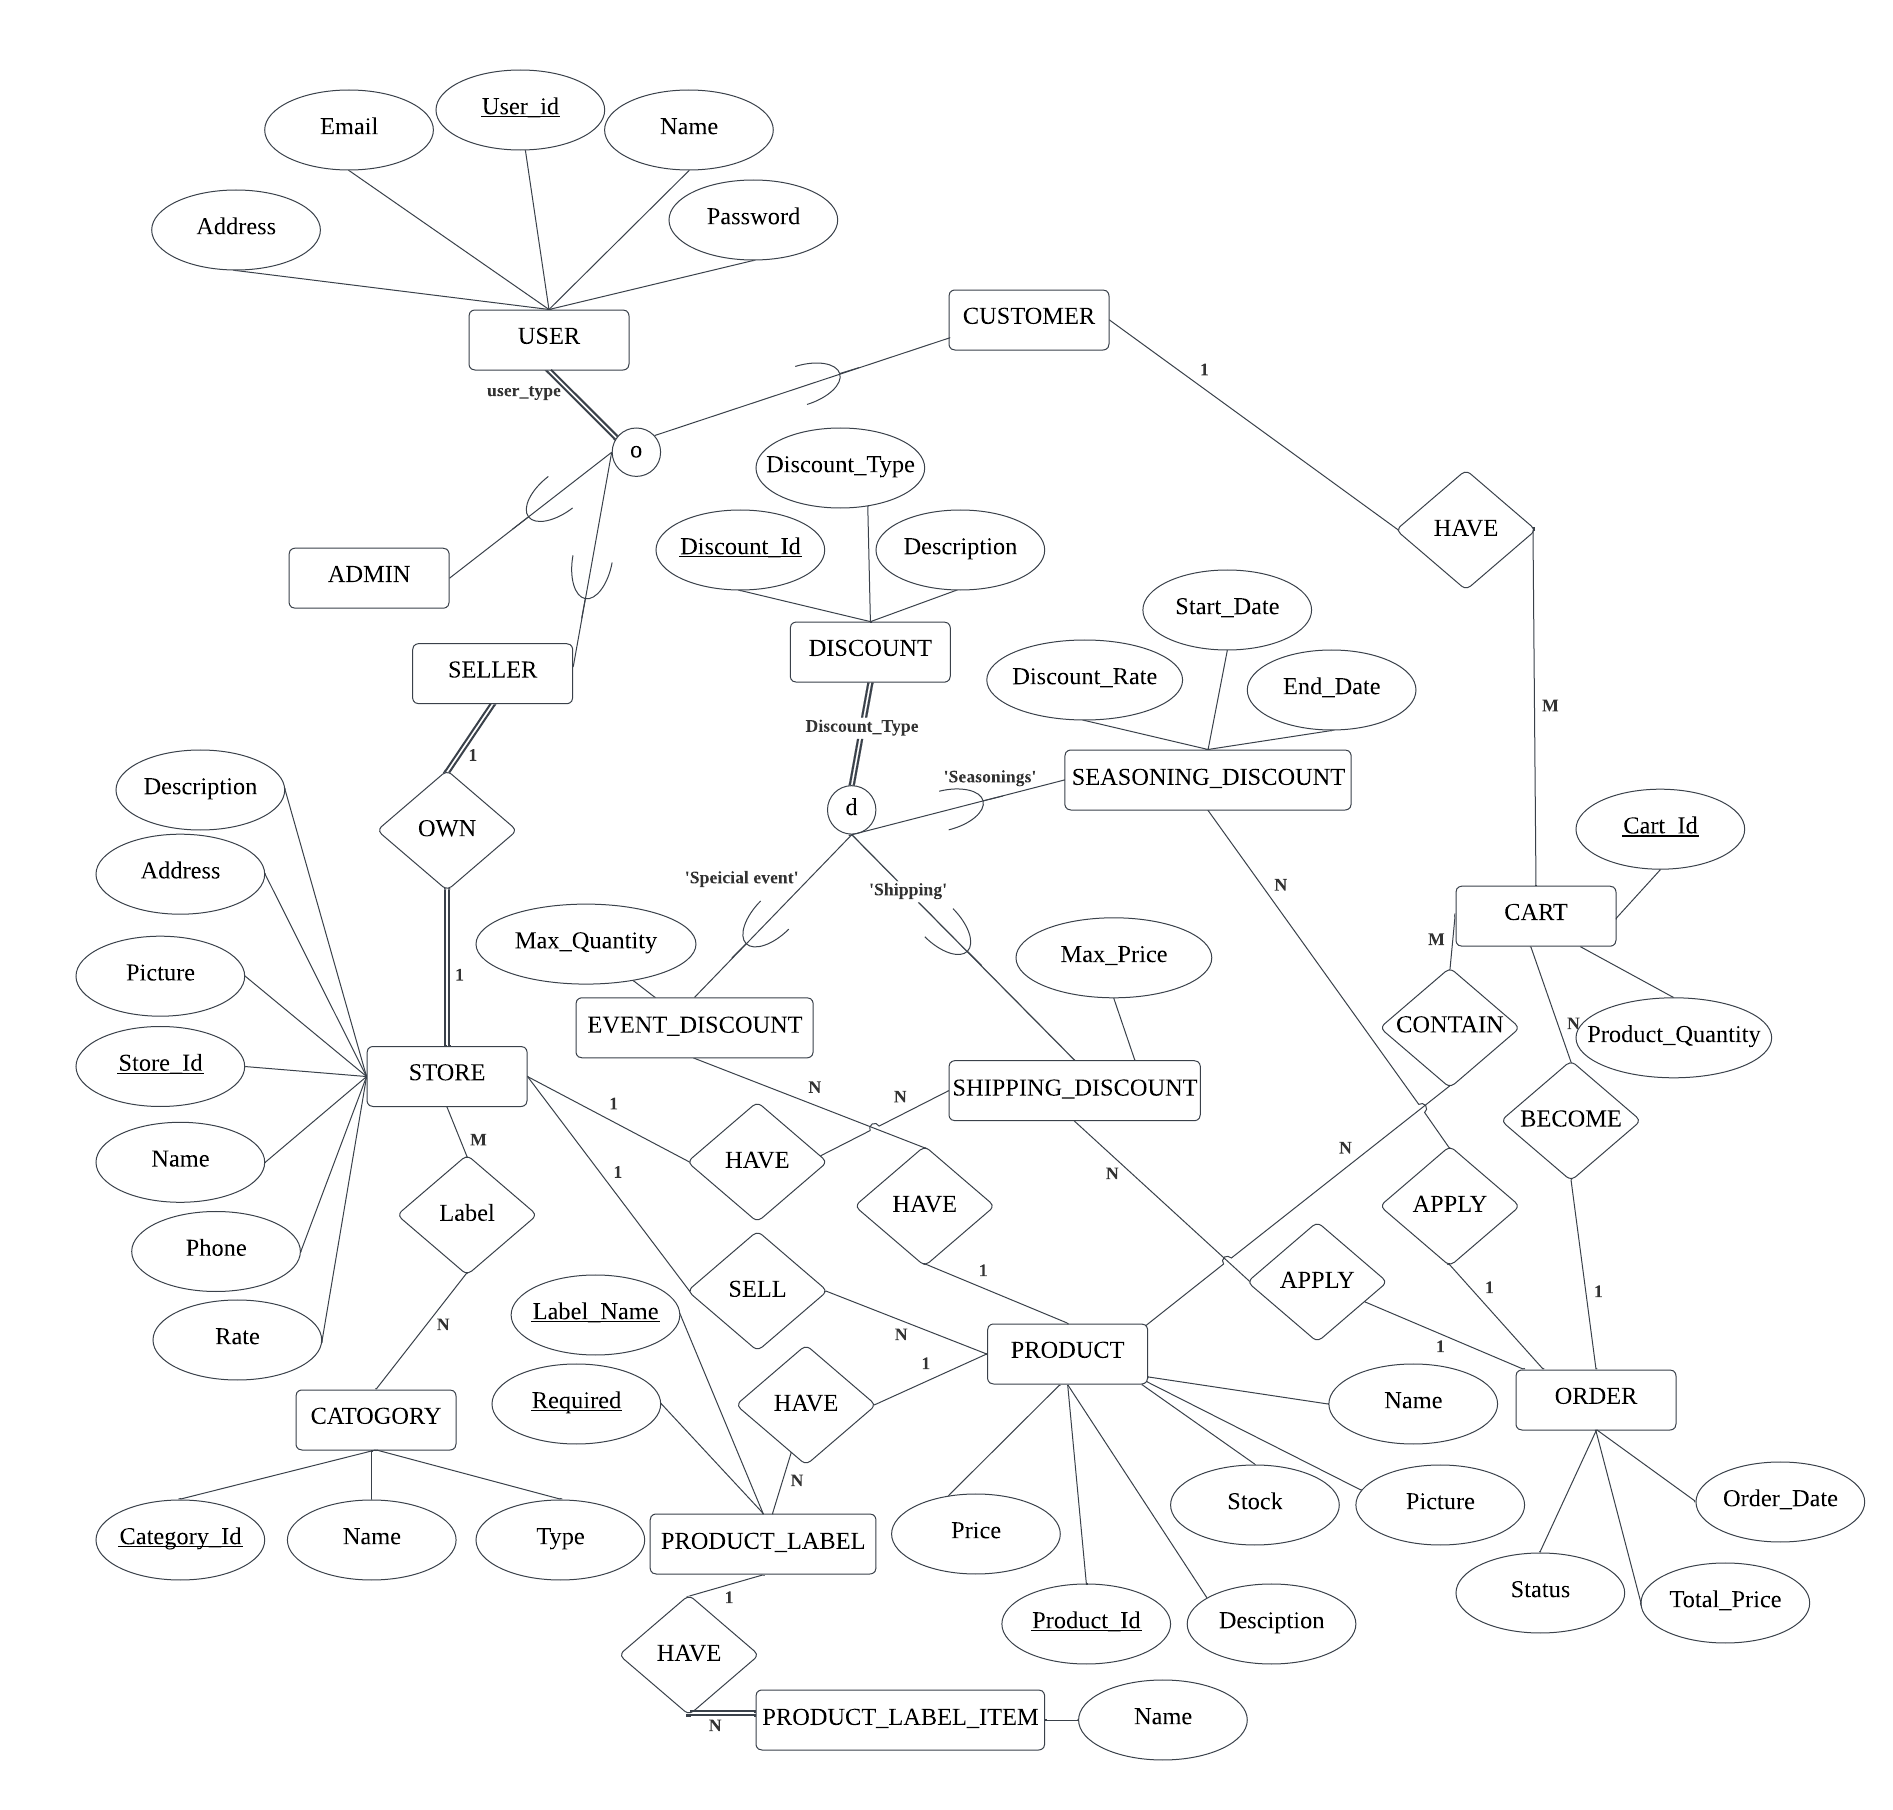 User_id
Email
Name
Address
Password
USER
CUSTOMER
user_type
1
o
Discount_Type
HAVE
Discount_Id
Description
ADMIN
Start_Date
SELLER
DISCOUNT
Discount_Rate
End_Date
M
Discount_Type
1
'Seasonings'
SEASONING_DISCOUNT
Description
d
OWN
Cart_Id
Address
'Speicial event'
'Shipping'
N
CART
Max_Quantity
M
Max_Price
Picture
1
EVENT_DISCOUNT
CONTAIN
N
Product_Quantity
Store_Id
STORE
N
SHIPPING_DISCOUNT
1
N
BECOME
M
N
Name
HAVE
1
N
Label
HAVE
APPLY
Phone
1
SELL
APPLY
1
1
Label_Name
N
Rate
N
1
PRODUCT
1
Required
HAVE
Name
ORDER
CATOGORY
N
Stock
Picture
Order_Date
Category_Id
Name
Type
PRODUCT_LABEL
Price
1
Status
Total_Price
Product_Id
Desciption
HAVE
N
PRODUCT_LABEL_ITEM
Name